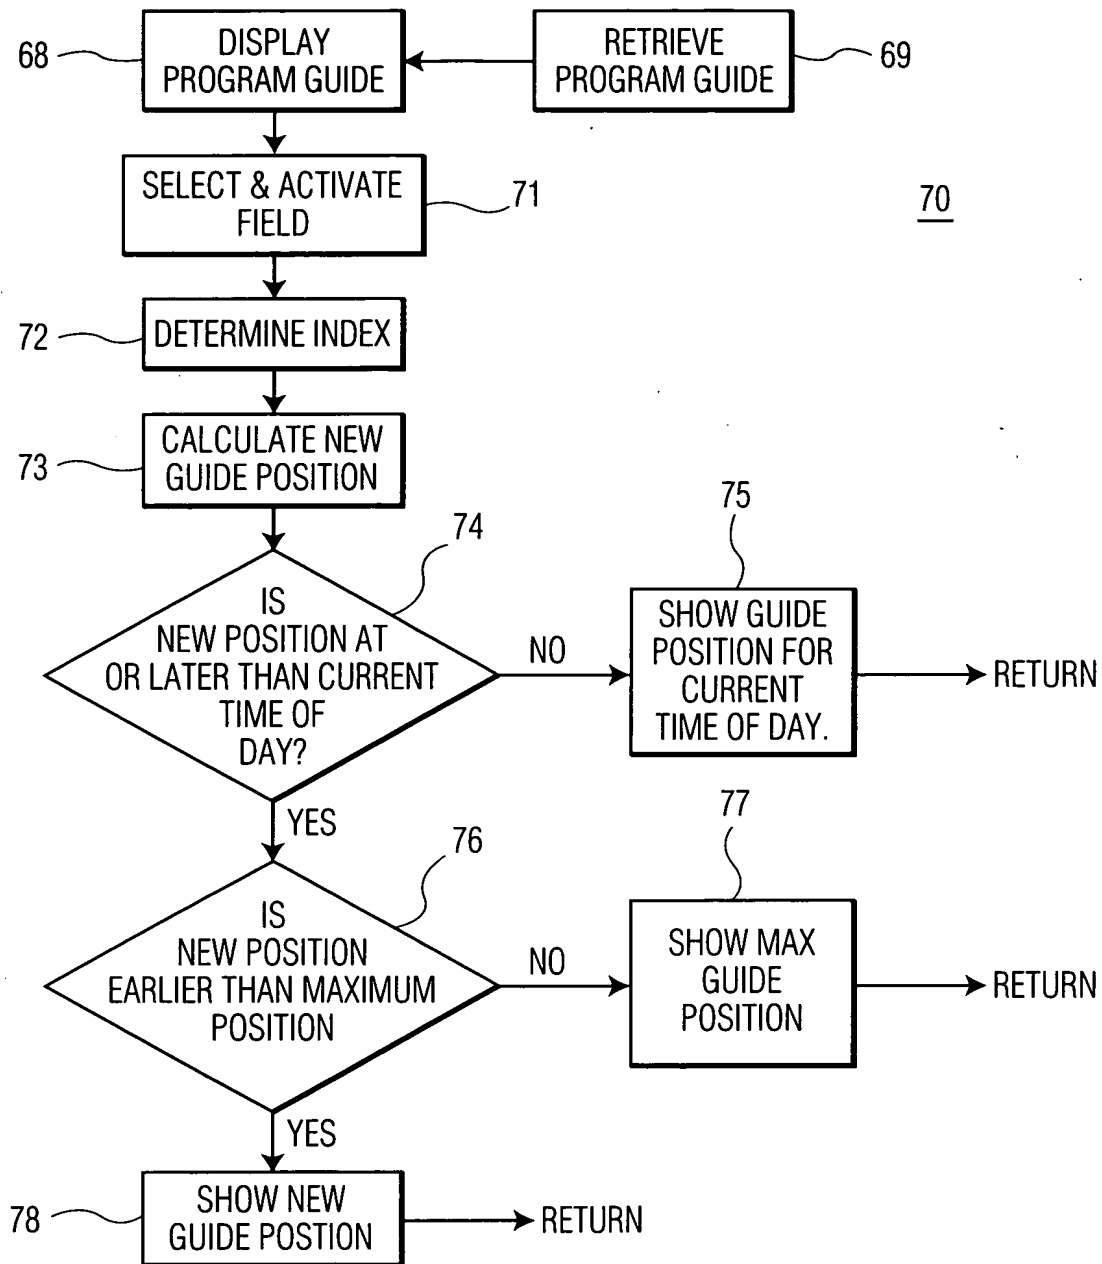 68
DISPLAY
PROGRAM GUIDE
RETRIEVE
PROGRAM GUIDE
69
SELECT & ACTIVATE
FIELD
71
70
72
DETERMINE INDEX
73
CALCULATE NEW
GUIDE POSITION
74
IS
NEW POSITION AT
OR LATER THAN CURRENT
TIME OF
DAY?
NO
75
SHOW GUIDE
POSITION FOR
CURRENT
TIME OF DAY.
RETURN
YES
76
IS
NEW POSITION
EARLIER THAN MAXIMUM
POSITION
NO
77
SHOW MAX
GUIDE
POSITION
RETURN
YES
78
SHOW NEW
GUIDE POSTION
RETURN